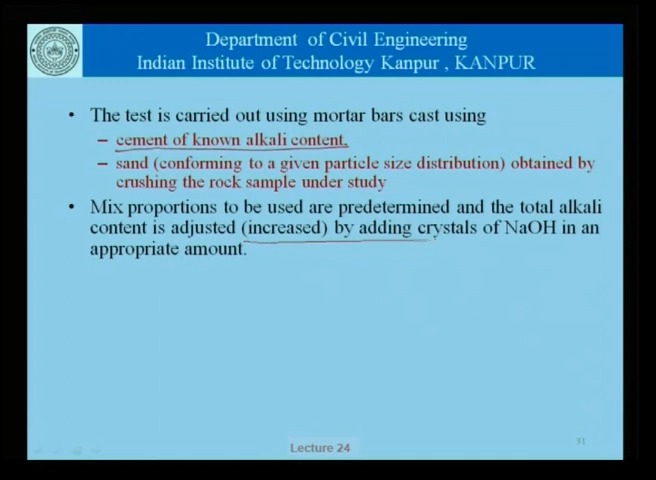 Department of Civil Engineering
Indian Institute of Technology Kanpur , KANPUR
• The test is carried out using mortar bars cast using
– cement of known alkali content,
– sand (conforming to a given particle size distribution) obtained by
crushing the rock sample under study
• Mix proportions to be used are predetermined and the total alkali
content is adjusted (increased) by adding crystals of NaOH in an
appropriate amount.
Lecture 24
31